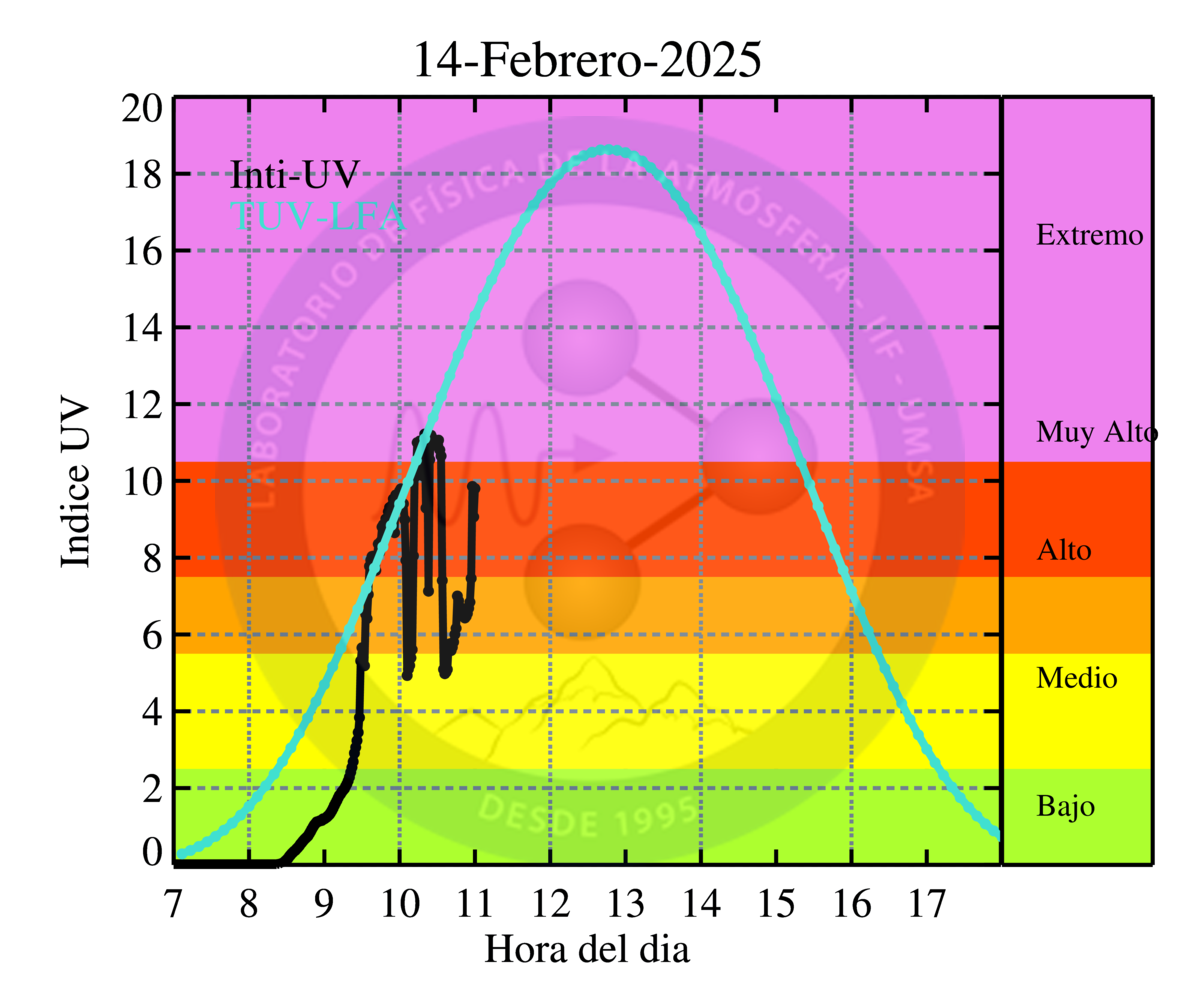 14-Febrero-2025
20
18
16
14
12
10
8
6
4
2
0
Indice UV
Inti-UV
TUV-LFA
LABORATORIO DE FÍSICA DE LA ATMÓSFERA - IIF - UMSA
DESDE 1995
Extremo
Muy Alto
Alto
Medio
Bajo
7 8 9 10 11 12 13 14 15 16 17
Hora del dia